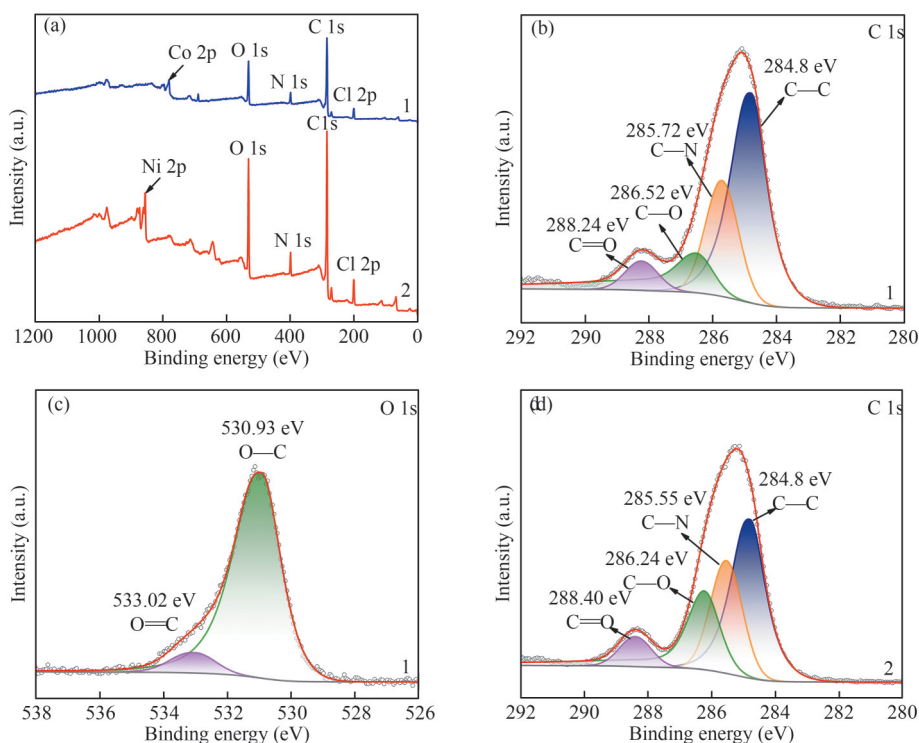 (a)
C 1s
Co 2p
O 1s
N 1s
Cl 2p
1
C1s
O 1s
Ni 2p
N 1s
Cl 2p
2
Intensity (a.u.)
1200 1000 800 600 400 200 0
Binding energy (eV)
(b)
C 1s
284.8 eV
C—C
285.72 eV
C—N
286.52 eV
C—O
288.24 eV
C=O
1
Intensity (a.u.)
292 290 288 286 284 282 280
Binding energy (eV)
(c)
O 1s
530.93 eV
O—C
533.02 eV
O=C
1
Intensity (a.u.)
538 536 534 532 530 528 526
Binding energy (eV)
(d)
C 1s
284.8 eV
C—C
285.55 eV
C—N
286.24 eV
C—O
288.40 eV
C=O
2
Intensity (a.u.)
292 290 288 286 284 282 280
Binding energy (eV)